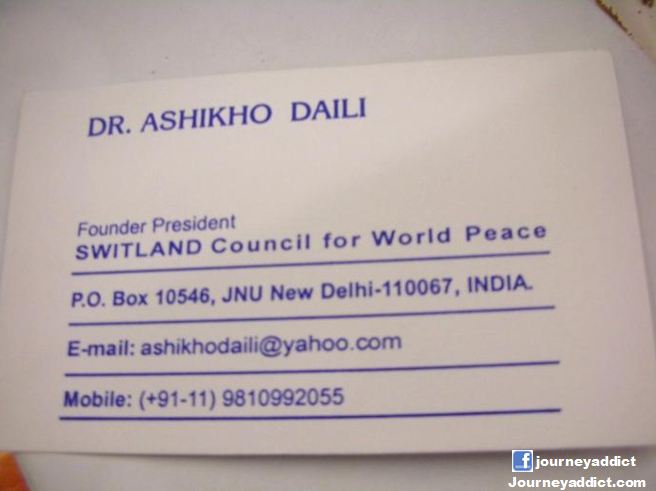 DR. ASHIKHO DAILI
Founder President
SWITLAND Council for World Peace
P.O. Box 10546, JNU New Delhi-110067, INDIA.
E-mail: ashikhodaili@yahoo.com
Mobile: (+91-11) 9810992055
f journeyaddict
Journeyaddict.com